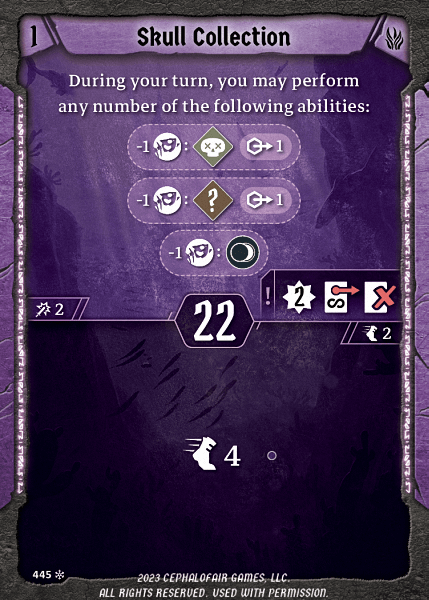 1
Skull Collection
During your turn, you may perform
any number of the following abilities:
-1 : 1
-1 : ? 1
-1 :
! 2
2
22
2
4
445
2023 CEPHALOFAIR GAMES, LLC.
ALL RIGHTS RESERVED. USED WITH PERMISSION.